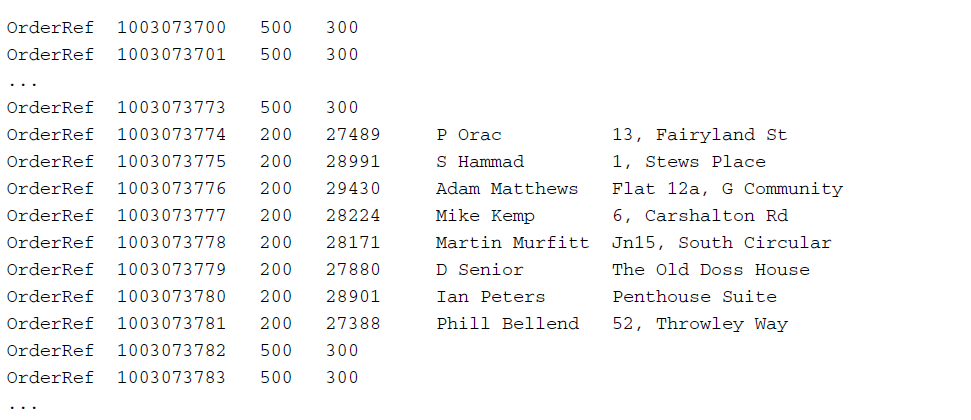 OrderRef  1003073700   500   300
OrderRef  1003073701   500   300
...
OrderRef  1003073773   500   300
OrderRef  1003073774   200   27489     P Orac          13, Fairyland St
OrderRef  1003073775   200   28991     S Hammad        1, Stews Place
OrderRef  1003073776   200   29430     Adam Matthews   Flat 12a, G Community
OrderRef  1003073777   200   28224     Mike Kemp       6, Carshalton Rd
OrderRef  1003073778   200   28171     Martin Murfitt  Jn15, South Circular
OrderRef  1003073779   200   27880     D Senior        The Old Doss House
OrderRef  1003073780   200   28901     Ian Peters      Penthouse Suite
OrderRef  1003073781   200   27388     Phill Bellend   52, Throwley Way
OrderRef  1003073782   500   300
OrderRef  1003073783   500   300
...